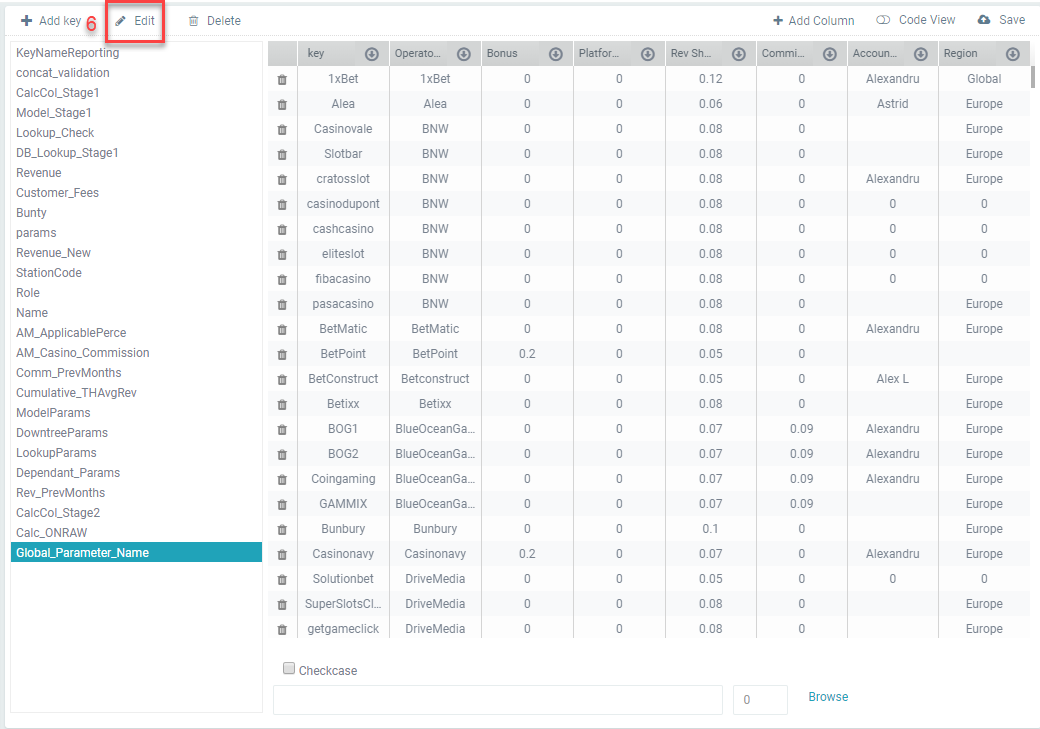 Add key 6 Edit Delete Add Column Code View Save
KeyNameReporting
concat_validation
CalcCol_Stage1
Model_Stage1
Lookup_Check
DB_Lookup_Stage1
Revenue
Customer_Fees
Bunty
params
Revenue_New
StationCode
Role
Name
AM_ApplicablePerce
AM_Casino_Commission
Comm_PrevMonths
Cumulative_THAvgRev
ModelParams
DowntreeParams
LookupParams
Dependant_Params
Rev_PrevMonths
CalcCol_Stage2
Calc_ONRAW
Global_Parameter_Name
key Operato... Bonus Platfor... Rev Sh... Commi... Accoun... Region
1xBet 1xBet 0 0 0.12 0 Alexandru Global
Alea Alea 0 0 0.06 0 Astrid Europe
Casinovale BNW 0 0 0.08 0 Europe
Slotbar BNW 0 0 0.08 0 Europe
cratosslot BNW 0 0 0.08 0 Alexandru Europe
casinodupont BNW 0 0 0.08 0 0 0
cashcasino BNW 0 0 0.08 0 0 0
eliteslot BNW 0 0 0.08 0 0 0
fibacasino BNW 0 0 0.08 0 0 0
pasacasino BNW 0 0 0.08 0 Europe
BetMatic BetMatic 0 0 0.08 0 Alexandru Europe
BetPoint BetPoint 0.2 0 0.05 0
BetConstruct Betconstruct 0 0 0.05 0 Alex L Europe
Betixx Betixx 0 0 0.08 0 Europe
BOG1 BlueOceanGa... 0 0 0.07 0.09 Alexandru Europe
BOG2 BlueOceanGa... 0 0 0.07 0.09 Alexandru Europe
Coingaming BlueOceanGa... 0 0 0.07 0.09 Alexandru Europe
GAMMIX BlueOceanGa... 0 0 0.07 0.09 Europe
Bunbury Bunbury 0 0 0.1 0 Europe
Casinonavy Casinonavy 0.2 0 0.07 0 Alexandru Europe
Solutionbet DriveMedia 0 0 0.05 0 0 0
SuperSlotsCl... DriveMedia 0 0 0.08 0 Europe
getgameclick DriveMedia 0 0 0.08 0 Europe
Checkcase
0 Browse